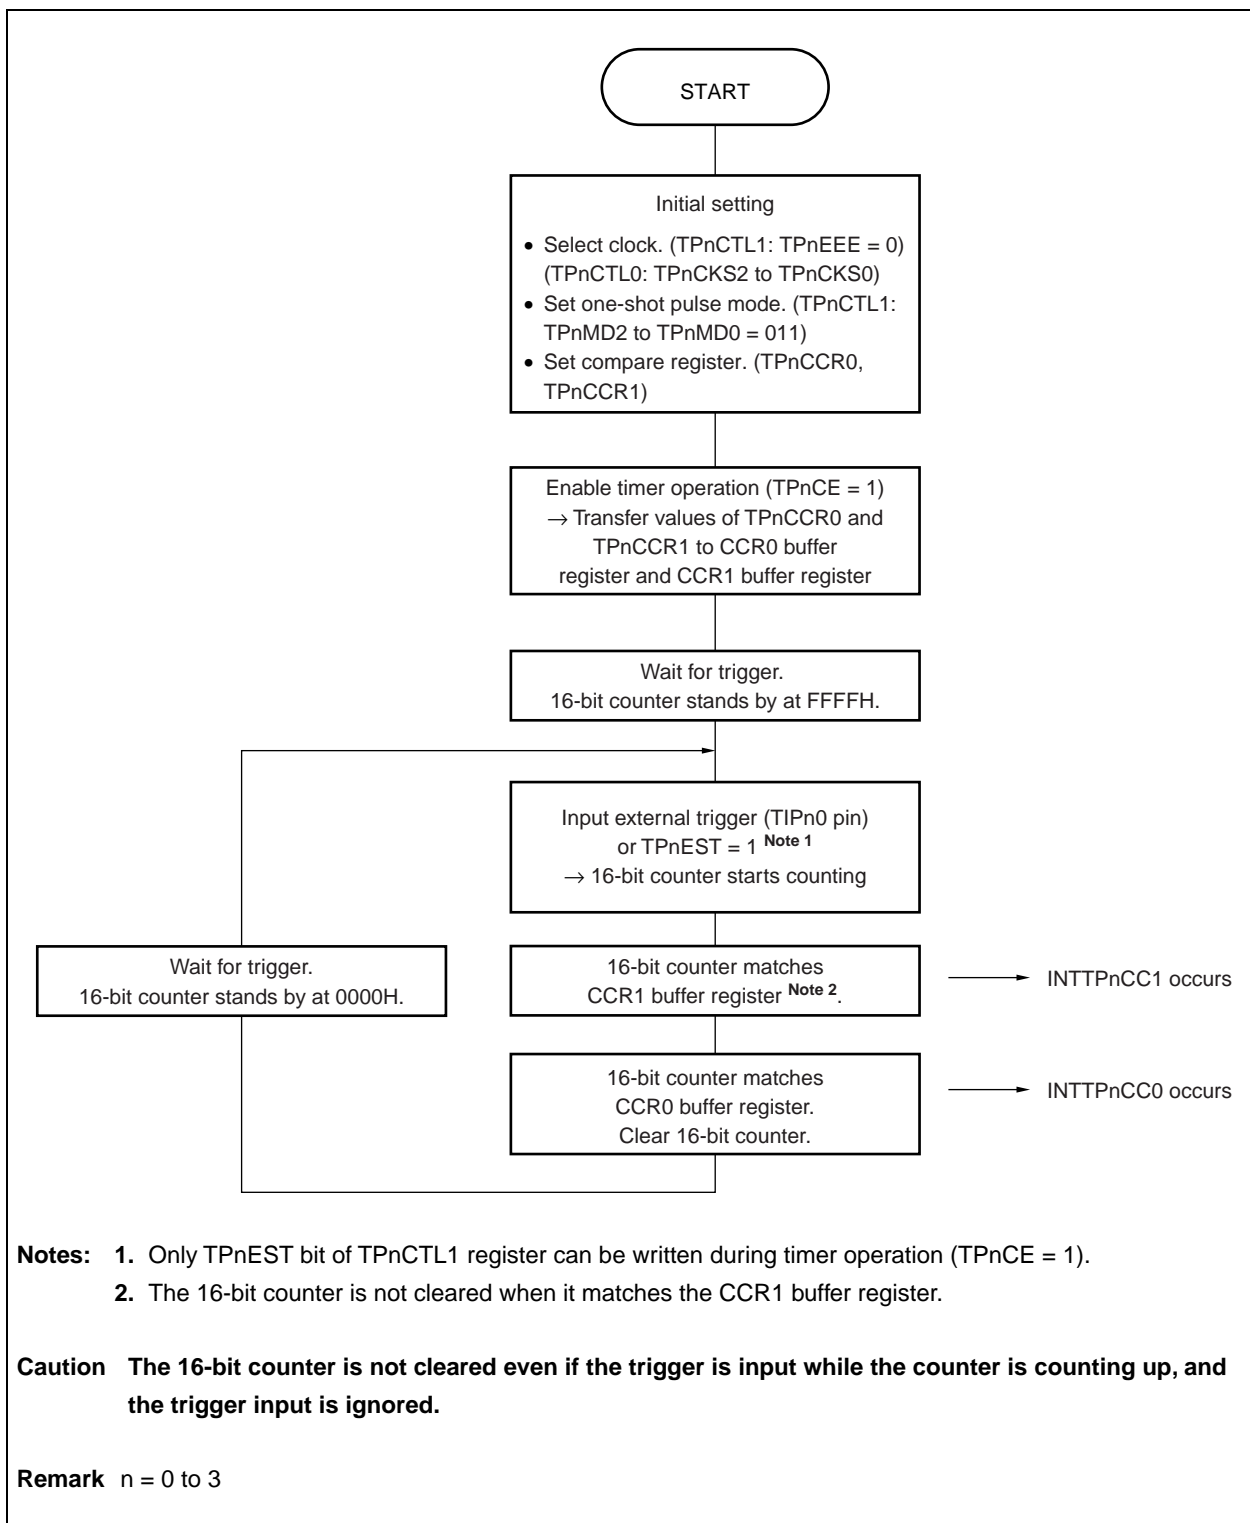 START
Initial setting
• Select clock. (TPnCTL1: TPnEEE = 0)
(TPnCTL0: TPnCKS2 to TPnCKS0)
• Set one-shot pulse mode. (TPnCTL1:
TPnMD2 to TPnMD0 = 011)
• Set compare register. (TPnCCR0,
TPnCCR1)
Enable timer operation (TPnCE = 1)
→ Transfer values of TPnCCR0 and
TPnCCR1 to CCR0 buffer
register and CCR1 buffer register
Wait for trigger.
16-bit counter stands by at FFFFH.
Input external trigger (TIPn0 pin)
or TPnEST = 1 Note 1
→ 16-bit counter starts counting
Wait for trigger.
16-bit counter stands by at 0000H.
16-bit counter matches
CCR1 buffer register Note 2.
INTTPnCC1 occurs
16-bit counter matches
CCR0 buffer register.
Clear 16-bit counter.
INTTPnCC0 occurs
Notes: 1. Only TPnEST bit of TPnCTL1 register can be written during timer operation (TPnCE = 1).
2. The 16-bit counter is not cleared when it matches the CCR1 buffer register.
Caution The 16-bit counter is not cleared even if the trigger is input while the counter is counting up, and
the trigger input is ignored.
Remark n = 0 to 3